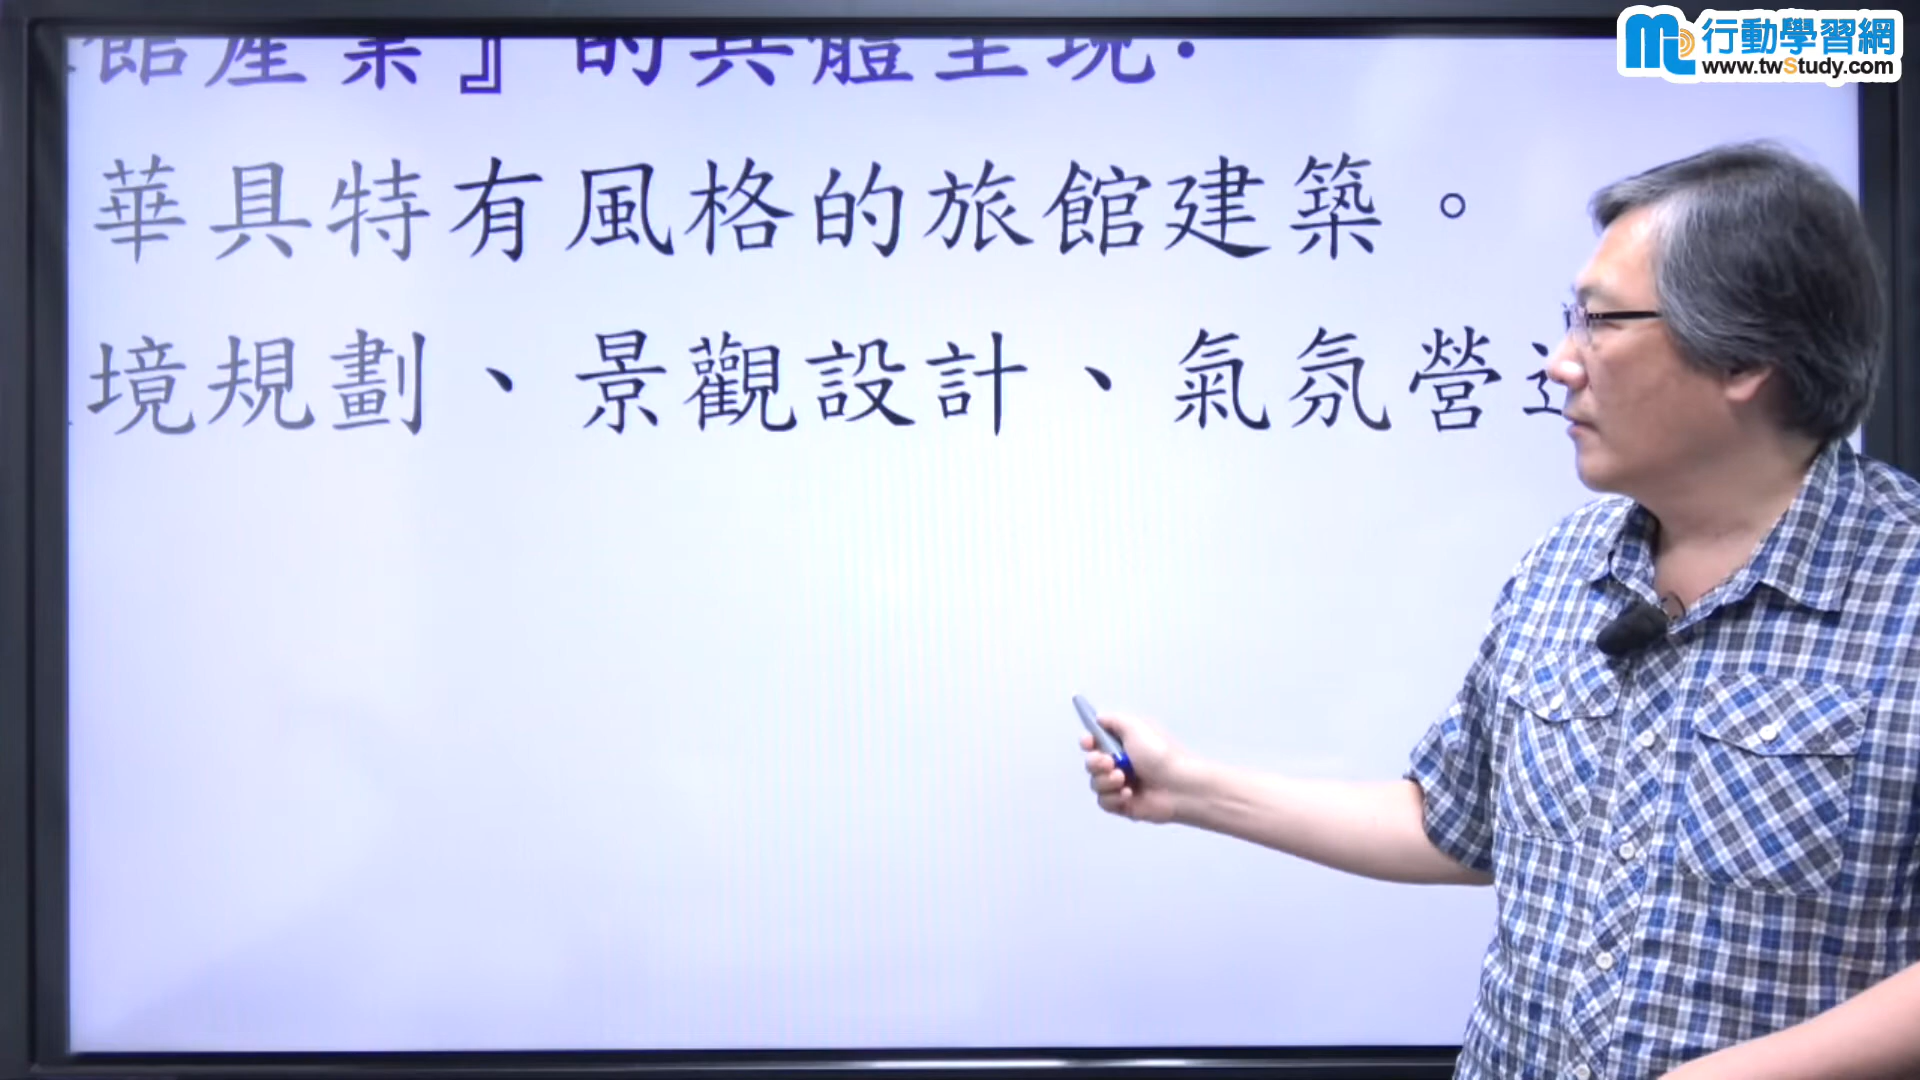 館產業』的具體呈現：
華具特有風格的旅館建築。
境規劃、景觀設計、氣氛營造
行動學習網
www.twStudy.com